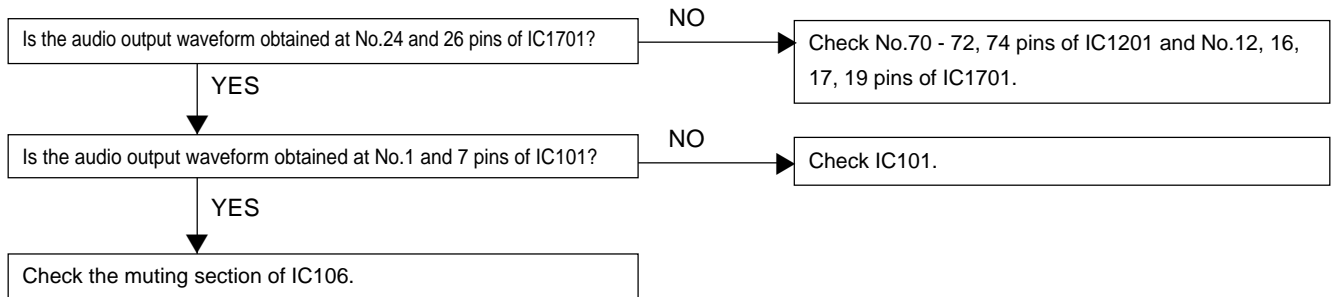 Is the audio output waveform obtained at No.24 and 26 pins of IC1701?
NO
Check No.70 - 72, 74 pins of IC1201 and No.12, 16,
17, 19 pins of IC1701.
YES
Is the audio output waveform obtained at No.1 and 7 pins of IC101?
NO
Check IC101.
YES
Check the muting section of IC106.